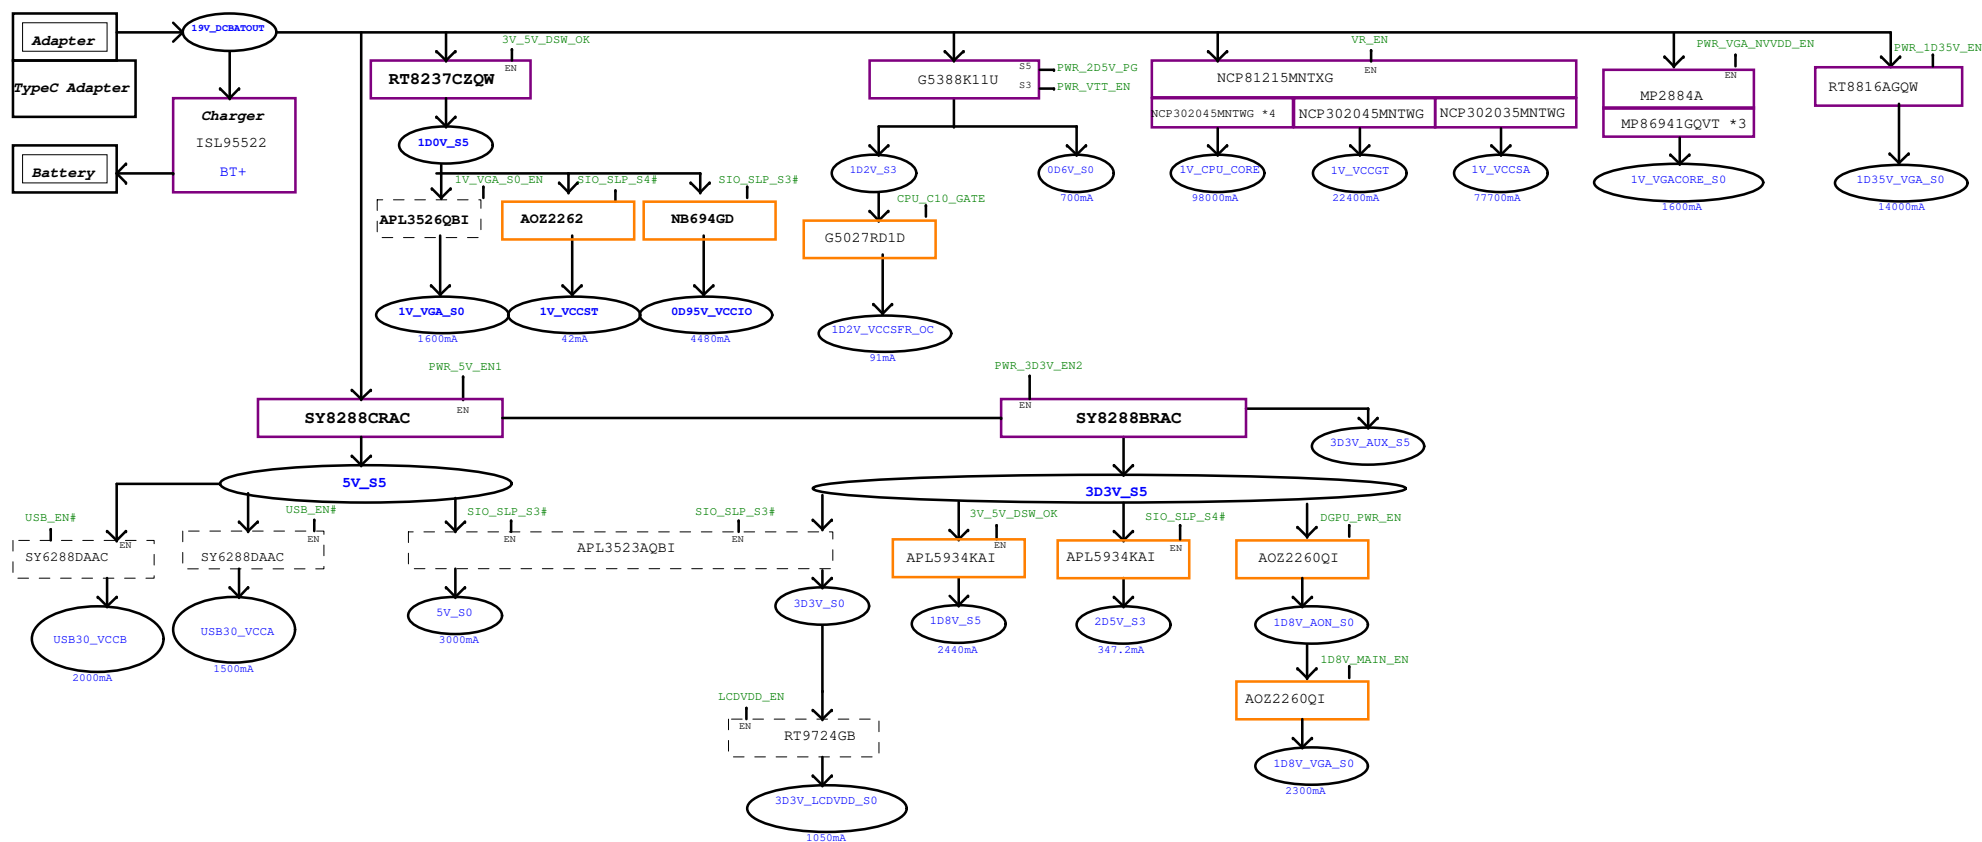 Adapter
19V_DCBATOUT
TypeC Adapter
Charger
ISL95522
BT+
Battery
3V_5V_DSW_OK
EN
RT8237CZQW
1D0V_S5
1V_VGA_S0_EN
SIO_SLP_S4#
SIO_SLP_S3#
APL3526QBI
AOZ2262
NB694GD
1V_VGA_S0
1600mA
1V_VCCST
42mA
0D95V_VCCIO
4480mA
G5388K11U
S5
PWR_2D5V_PG
S3
PWR_VTT_EN
1D2V_S3
0D6V_S0
700mA
CPU_C10_GATE
G5027RD1D
1D2V_VCCSFR_OC
91mA
VR_EN
EN
NCP81215MNTXG
NCP302045MNTWG *4
NCP302045MNTWG
NCP302035MNTWG
1V_CPU_CORE
98000mA
1V_VCCGT
22400mA
1V_VCCSA
77700mA
PWR_VGA_NVVDD_EN
EN
MP2884A
MP86941GQVT *3
1V_VGACORE_S0
1600mA
PWR_1D35V_EN
RT8816AGQW
1D35V_VGA_S0
14000mA
PWR_5V_EN1
EN
SY8288CRAC
PWR_3D3V_EN2
EN
SY8288BRAC
3D3V_AUX_S5
5V_S5
3D3V_S5
USB_EN#
EN
SY6288DAAC
USB30_VCCB
2000mA
USB_EN#
EN
SY6288DAAC
USB30_VCCA
1500mA
SIO_SLP_S3#
EN
SIO_SLP_S3#
EN
APL3523AQBI
5V_S0
3000mA
3D3V_S0
3V_5V_DSW_OK
EN
APL5934KAI
1D8V_S5
2440mA
SIO_SLP_S4#
EN
APL5934KAI
2D5V_S3
347.2mA
DGPU_PWR_EN
AOZ2260QI
1D8V_AON_S0
1D8V_MAIN_EN
AOZ2260QI
1D8V_VGA_S0
2300mA
LCDVDD_EN
EN
RT9724GB
3D3V_LCDVDD_S0
1050mA